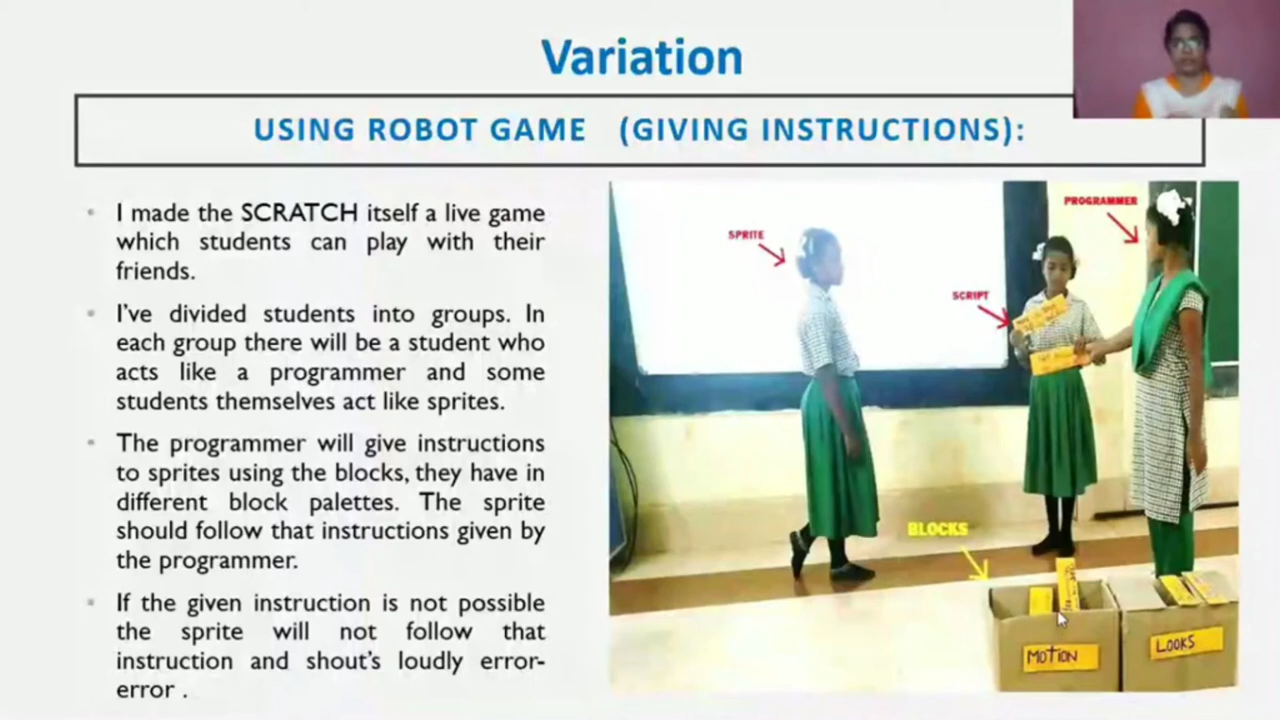 Variation
USING ROBOT GAME (GIVING INSTRUCTIONS):
I made the SCRATCH itself a live game
which students can play with their
friends.
I've divided students into groups. In
each group there will be a student who
acts like a programmer and some
students themselves act like sprites.
The programmer will give instructions
to sprites using the blocks, they have in
different block palettes. The sprite
should follow that instructions given by
the programmer.
If the given instruction is not possible
the sprite will not follow that
instruction and shout's loudly error-
error .
PROGRAMMER
SPRITE
SCRIPT
BLOCKS
MOTION
LOOKS